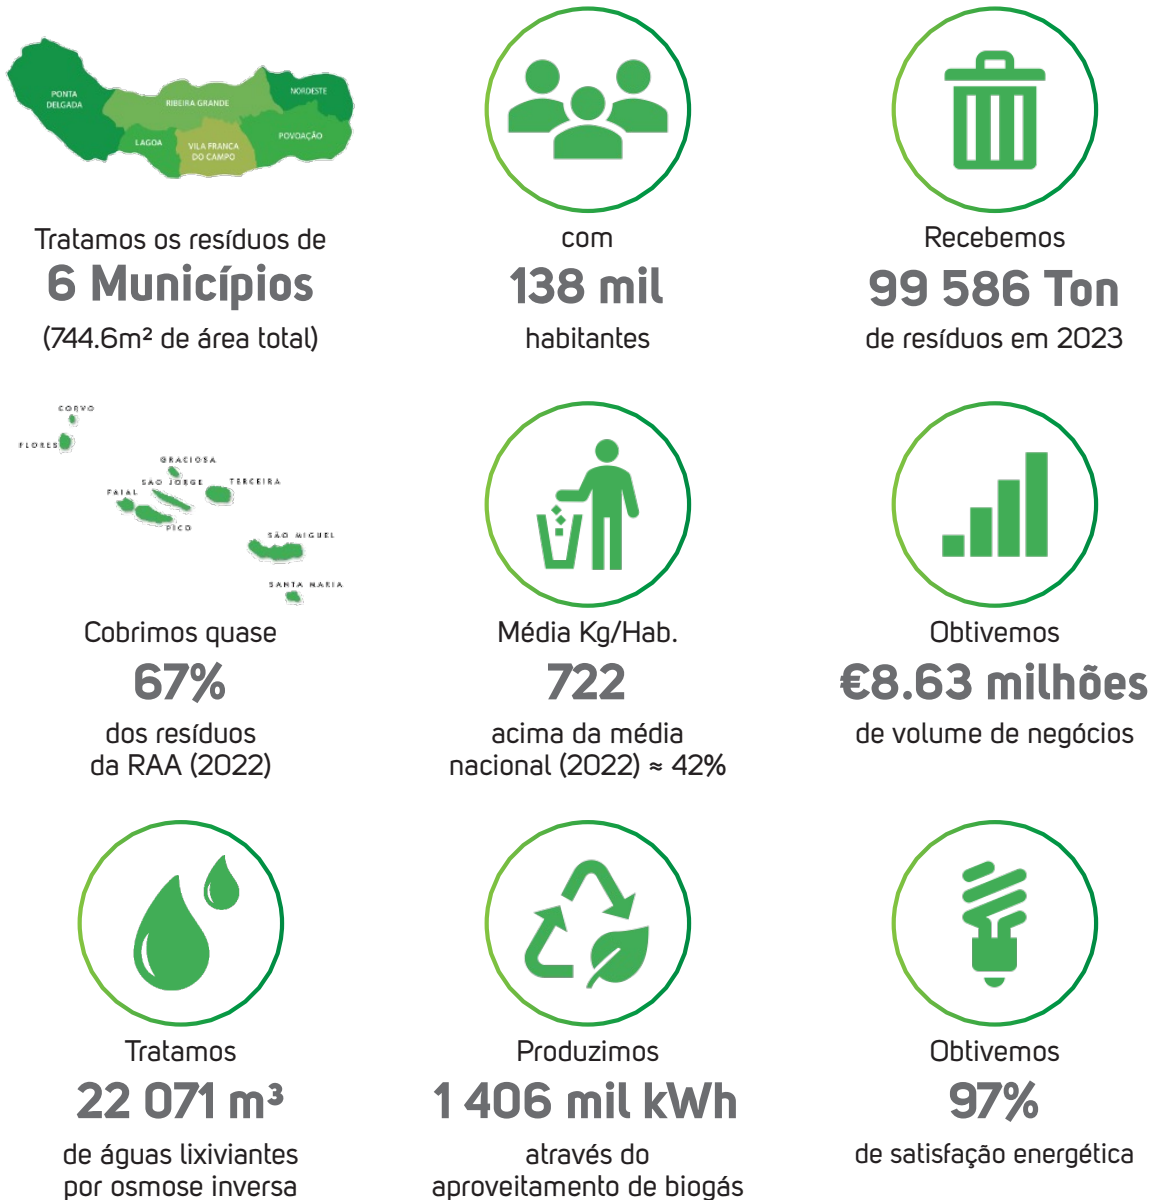 PONTA
DELGADA
RIBEIRA GRANDE
NORDESTE
LAGOA
VILA FRANCA
DO CAMPO
POVOAÇÃO
Tratamos os resíduos de
6 Municípios
(744.6m² de área total)
com
138 mil
habitantes
Recebemos
99 586 Ton
de resíduos em 2023
CORVO
FLORES
GRACIOSA
SÃO JORGE
TERCEIRA
FAIAL
PICO
SÃO MIGUEL
SANTA MARIA
Cobrimos quase
67%
dos resíduos
da RAA (2022)
Média Kg/Hab.
722
acima da média
nacional (2022) ≈ 42%
Obtivemos
€8.63 milhões
de volume de negócios
Tratamos
22 071 m³
de águas lixiviantes
por osmose inversa
Produzimos
1 406 mil kWh
através do
aproveitamento de biogás
Obtivemos
97%
de satisfação energética